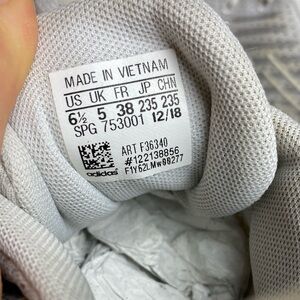 MADE IN VIETNAM
US UK FR JP CHN
6½ 5 38 235 235
SPG 753001 12/18
ART F36340
#122138856
F1Y62LMw08277
adidas